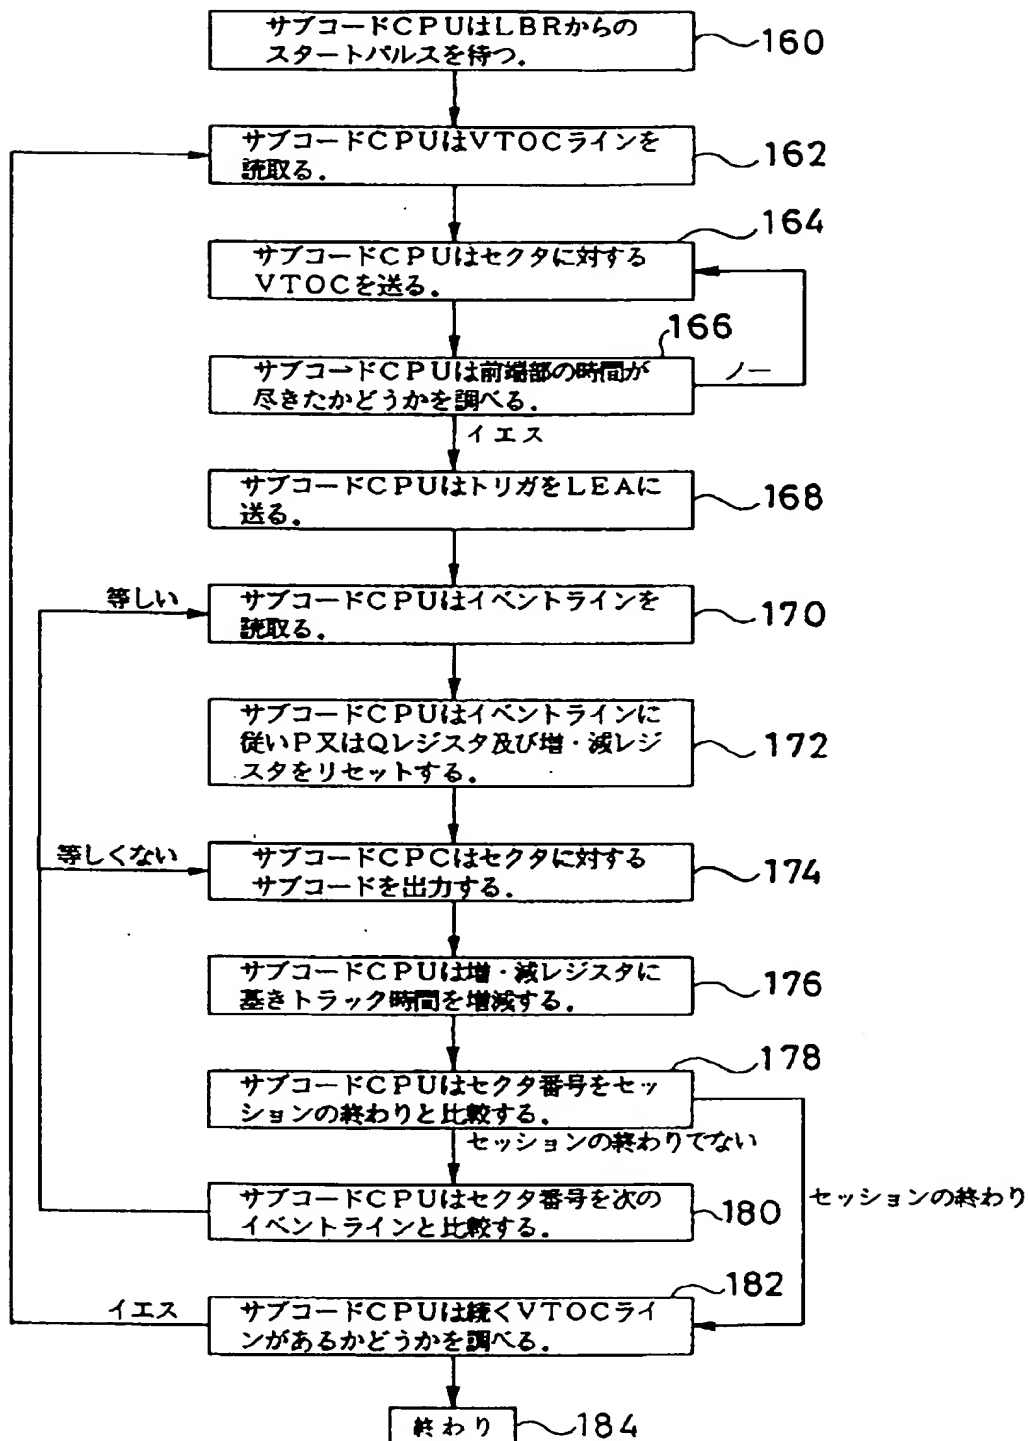 サブコードCPUはLBRからの
スタートパルスを待つ.
160
サブコードCPUはVTOCラインを
読取る.
162
164
サブコードCPUはセクタに対する
VTOCを送る.
166
サブコードCPUは前端部の時間が
尽きたかどうかを調べる.
ノー
イエス
サブコードCPUはトリガをLEAに
送る.
168
等しい
サブコードCPUはイベントラインを
読取る.
170
サブコードCPUはイベントラインに
従いP又はQレジスタ及び増・減レジ
スタをリセットする.
172
等しくない
サブコードCPCはセクタに対する
サブコードを出力する.
174
サブコードCPUは増・減レジスタに
基きトラック時間を増減する.
176
178
サブコードCPUはセクタ番号をセッ
ションの終わりと比較する.
セッションの終わりでない
サブコードCPUはセクタ番号を次の
イベントラインと比較する.
180
セッションの終わり
182
イエス
サブコードCPUは続くVTOCライ
ンがあるかどうかを調べる.
終わり
184